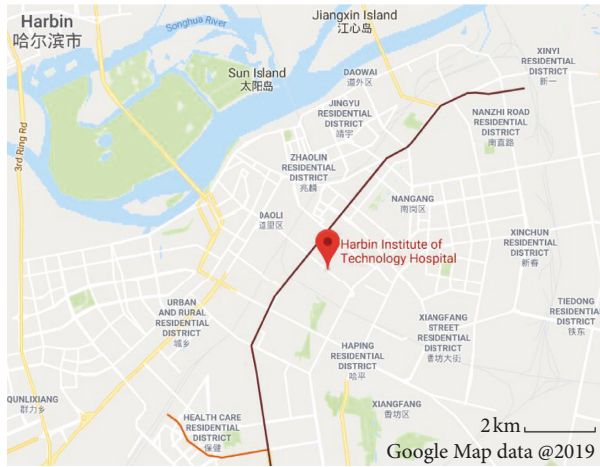 Harbin
哈尔滨市
Songhua River
Jiangxin Island
江心岛
Sun Island
太阳岛
DAOWAI
道外区
XINYI
RESIDENTIAL
DISTRICT
新一
3rd Ring Rd
JINGYU
RESIDENTIAL
DISTRICT
靖宇
NANZHI ROAD
RESIDENTIAL
DISTRICT
南直路
ZHAOLIN
RESIDENTIAL
DISTRICT
兆麟
NANGANG
南岗区
DAOLI
道里区
Harbin Institute of
Technology Hospital
XINCHUN
RESIDENTIAL
DISTRICT
新春
URBAN
AND RURAL
RESIDENTIAL
DISTRICT
城乡
XIANGFANG
STREET
RESIDENTIAL
DISTRICT
香坊大街
TIEDONG
RESIDENTIAL
DISTRICT
铁东
HAPING
RESIDENTIAL
DISTRICT
哈平
QUNLIXIANG
群力乡
XIANGFANG
香坊区
HEALTH CARE
RESIDENTIAL
DISTRICT
保健
2 km
Google Map data @2019